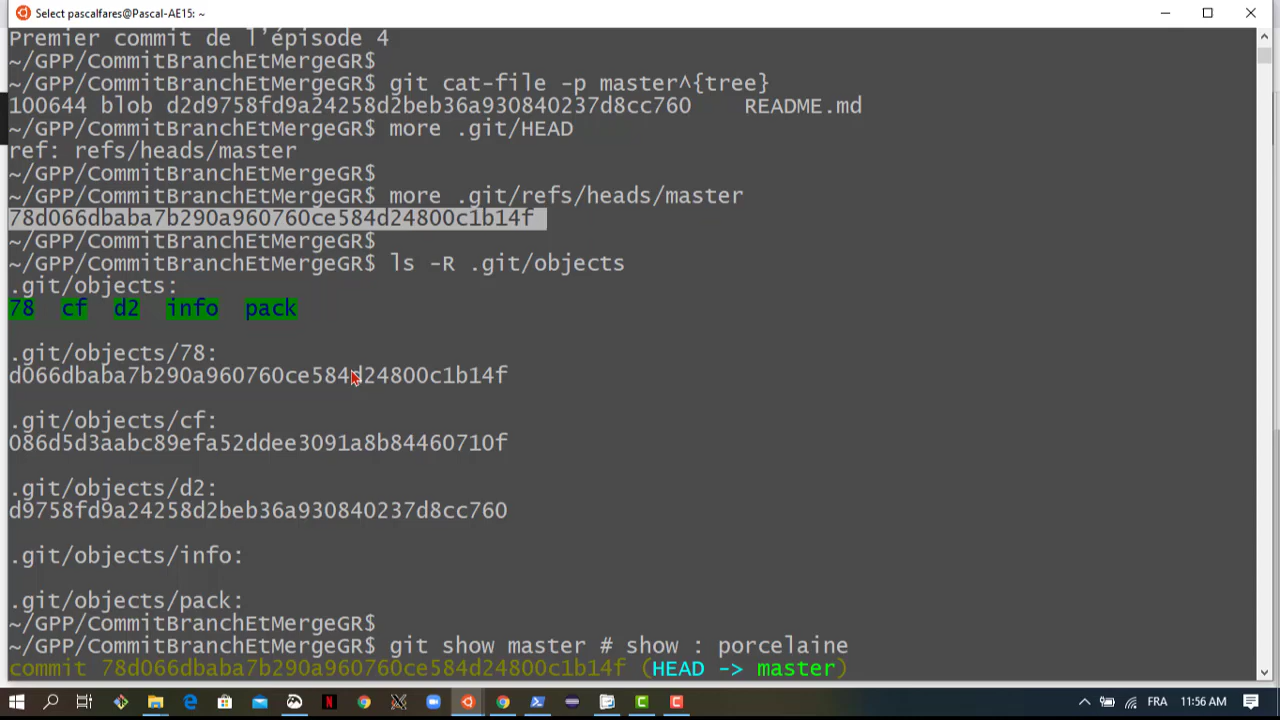 Select pascalfares@Pascal-AE15: ~
Premier commit de l'épisode 4
~/GPP/CommitBranchEtMergeGR$
~/GPP/CommitBranchEtMergeGR$ git cat-file -p master^{tree}
100644 blob d2d9758fd9a24258d2beb36a930840237d8cc760    README.md
~/GPP/CommitBranchEtMergeGR$ more .git/HEAD
ref: refs/heads/master
~/GPP/CommitBranchEtMergeGR$
~/GPP/CommitBranchEtMergeGR$ more .git/refs/heads/master
78d066dbaba7b290a960760ce584d24800c1b14f
~/GPP/CommitBranchEtMergeGR$
~/GPP/CommitBranchEtMergeGR$ ls -R .git/objects
.git/objects:
78  cf  d2  info  pack
.git/objects/78:
d066dbaba7b290a960760ce584d24800c1b14f
.git/objects/cf:
086d5d3aabc89efa52ddee3091a8b84460710f
.git/objects/d2:
d9758fd9a24258d2beb36a930840237d8cc760
.git/objects/info:
.git/objects/pack:
~/GPP/CommitBranchEtMergeGR$
~/GPP/CommitBranchEtMergeGR$ git show master # show : porcelaine
commit 78d066dbaba7b290a960760ce584d24800c1b14f (HEAD -> master)
FRA 11:56 AM